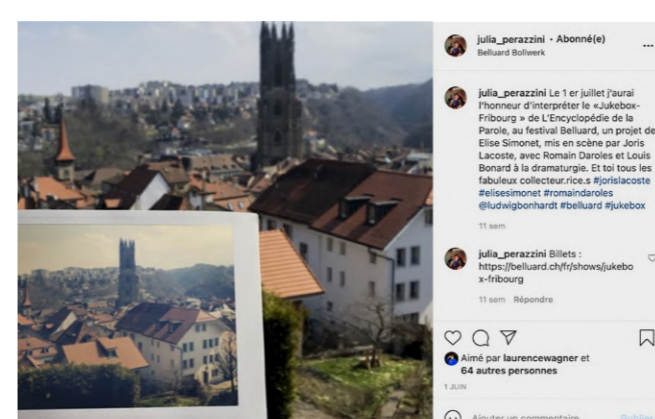 julia_perazzini • Abonné(e)
Belluard Bollwerk
julia_perazzini Le 1 er juillet j'aurai
l'honneur d'interpréter le «Jukebox-
Fribourg » de L'Encyclopédie de la
Parole, au festival Belluard, un projet de
Elise Simonet, mis en scène par Joris
Lacoste, avec Romain Daroles et Louis
Bonard à la dramaturgie. Et toi tous les
fabuleux collecteur.rice.s #jorislacoste
#elisesimonet #romaindaroles
@ludwigbonhardt #belluard #jukebox
11 sem
julia_perazzini Billets :
https://belluard.ch/fr/shows/jukebo
x-fribourg
11 sem Répondre
Aimé par laurencewagner et
64 autres personnes
1 JUIN
Ajouter un commentaire
Publier